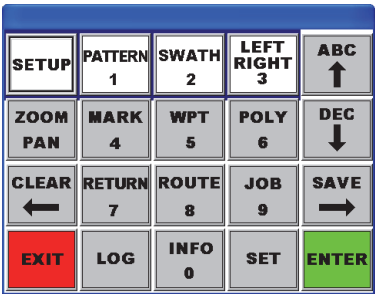 SETUP
PATTERN
1
SWATH
2
LEFT
RIGHT
3
ABC
ZOOM
PAN
MARK
4
WPT
5
POLY
6
DEC
CLEAR
RETURN
7
ROUTE
8
JOB
9
SAVE
EXIT
LOG
INFO
0
SET
ENTER